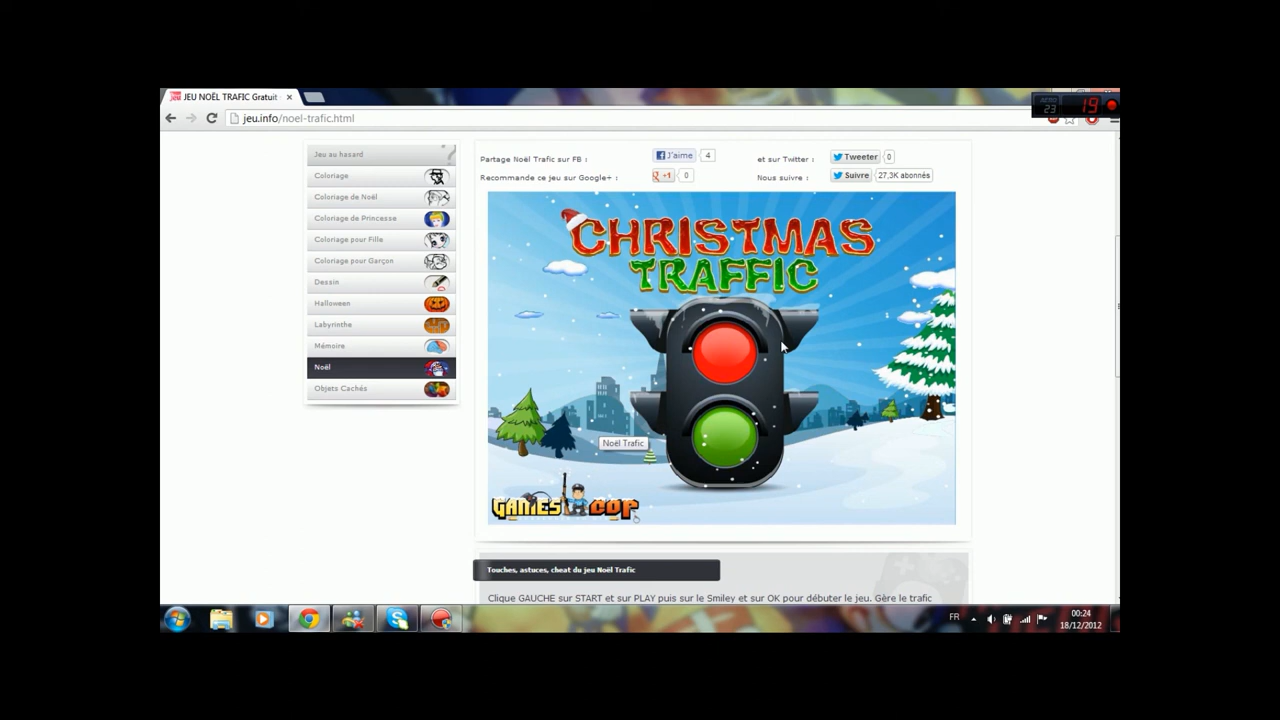 JEU NOËL TRAFIC Gratuit
AERO
23
19
jeu.info/noel-trafic.html
Jeu au hasard
Coloriage
Coloriage de Noël
Coloriage de Princesse
Coloriage pour Fille
Coloriage pour Garçon
Dessin
Halloween
Labyrinthe
Mémoire
Noël
Objets Cachés
Partage Noël Trafic sur FB :
J'aime
4
et sur Twitter :
Tweeter
0
Recommande ce jeu sur Google+ :
+1
0
Nous suivre :
Suivre
27,3K abonnés
CHRISTMAS
TRAFFIC
Noël Trafic
GAMES COP
Touches, astuces, cheat du jeu Noël Trafic
Clique GAUCHE sur START et sur PLAY puis sur le Smiley et sur OK pour débuter le jeu. Gère le trafic
FR
00:24
18/12/2012